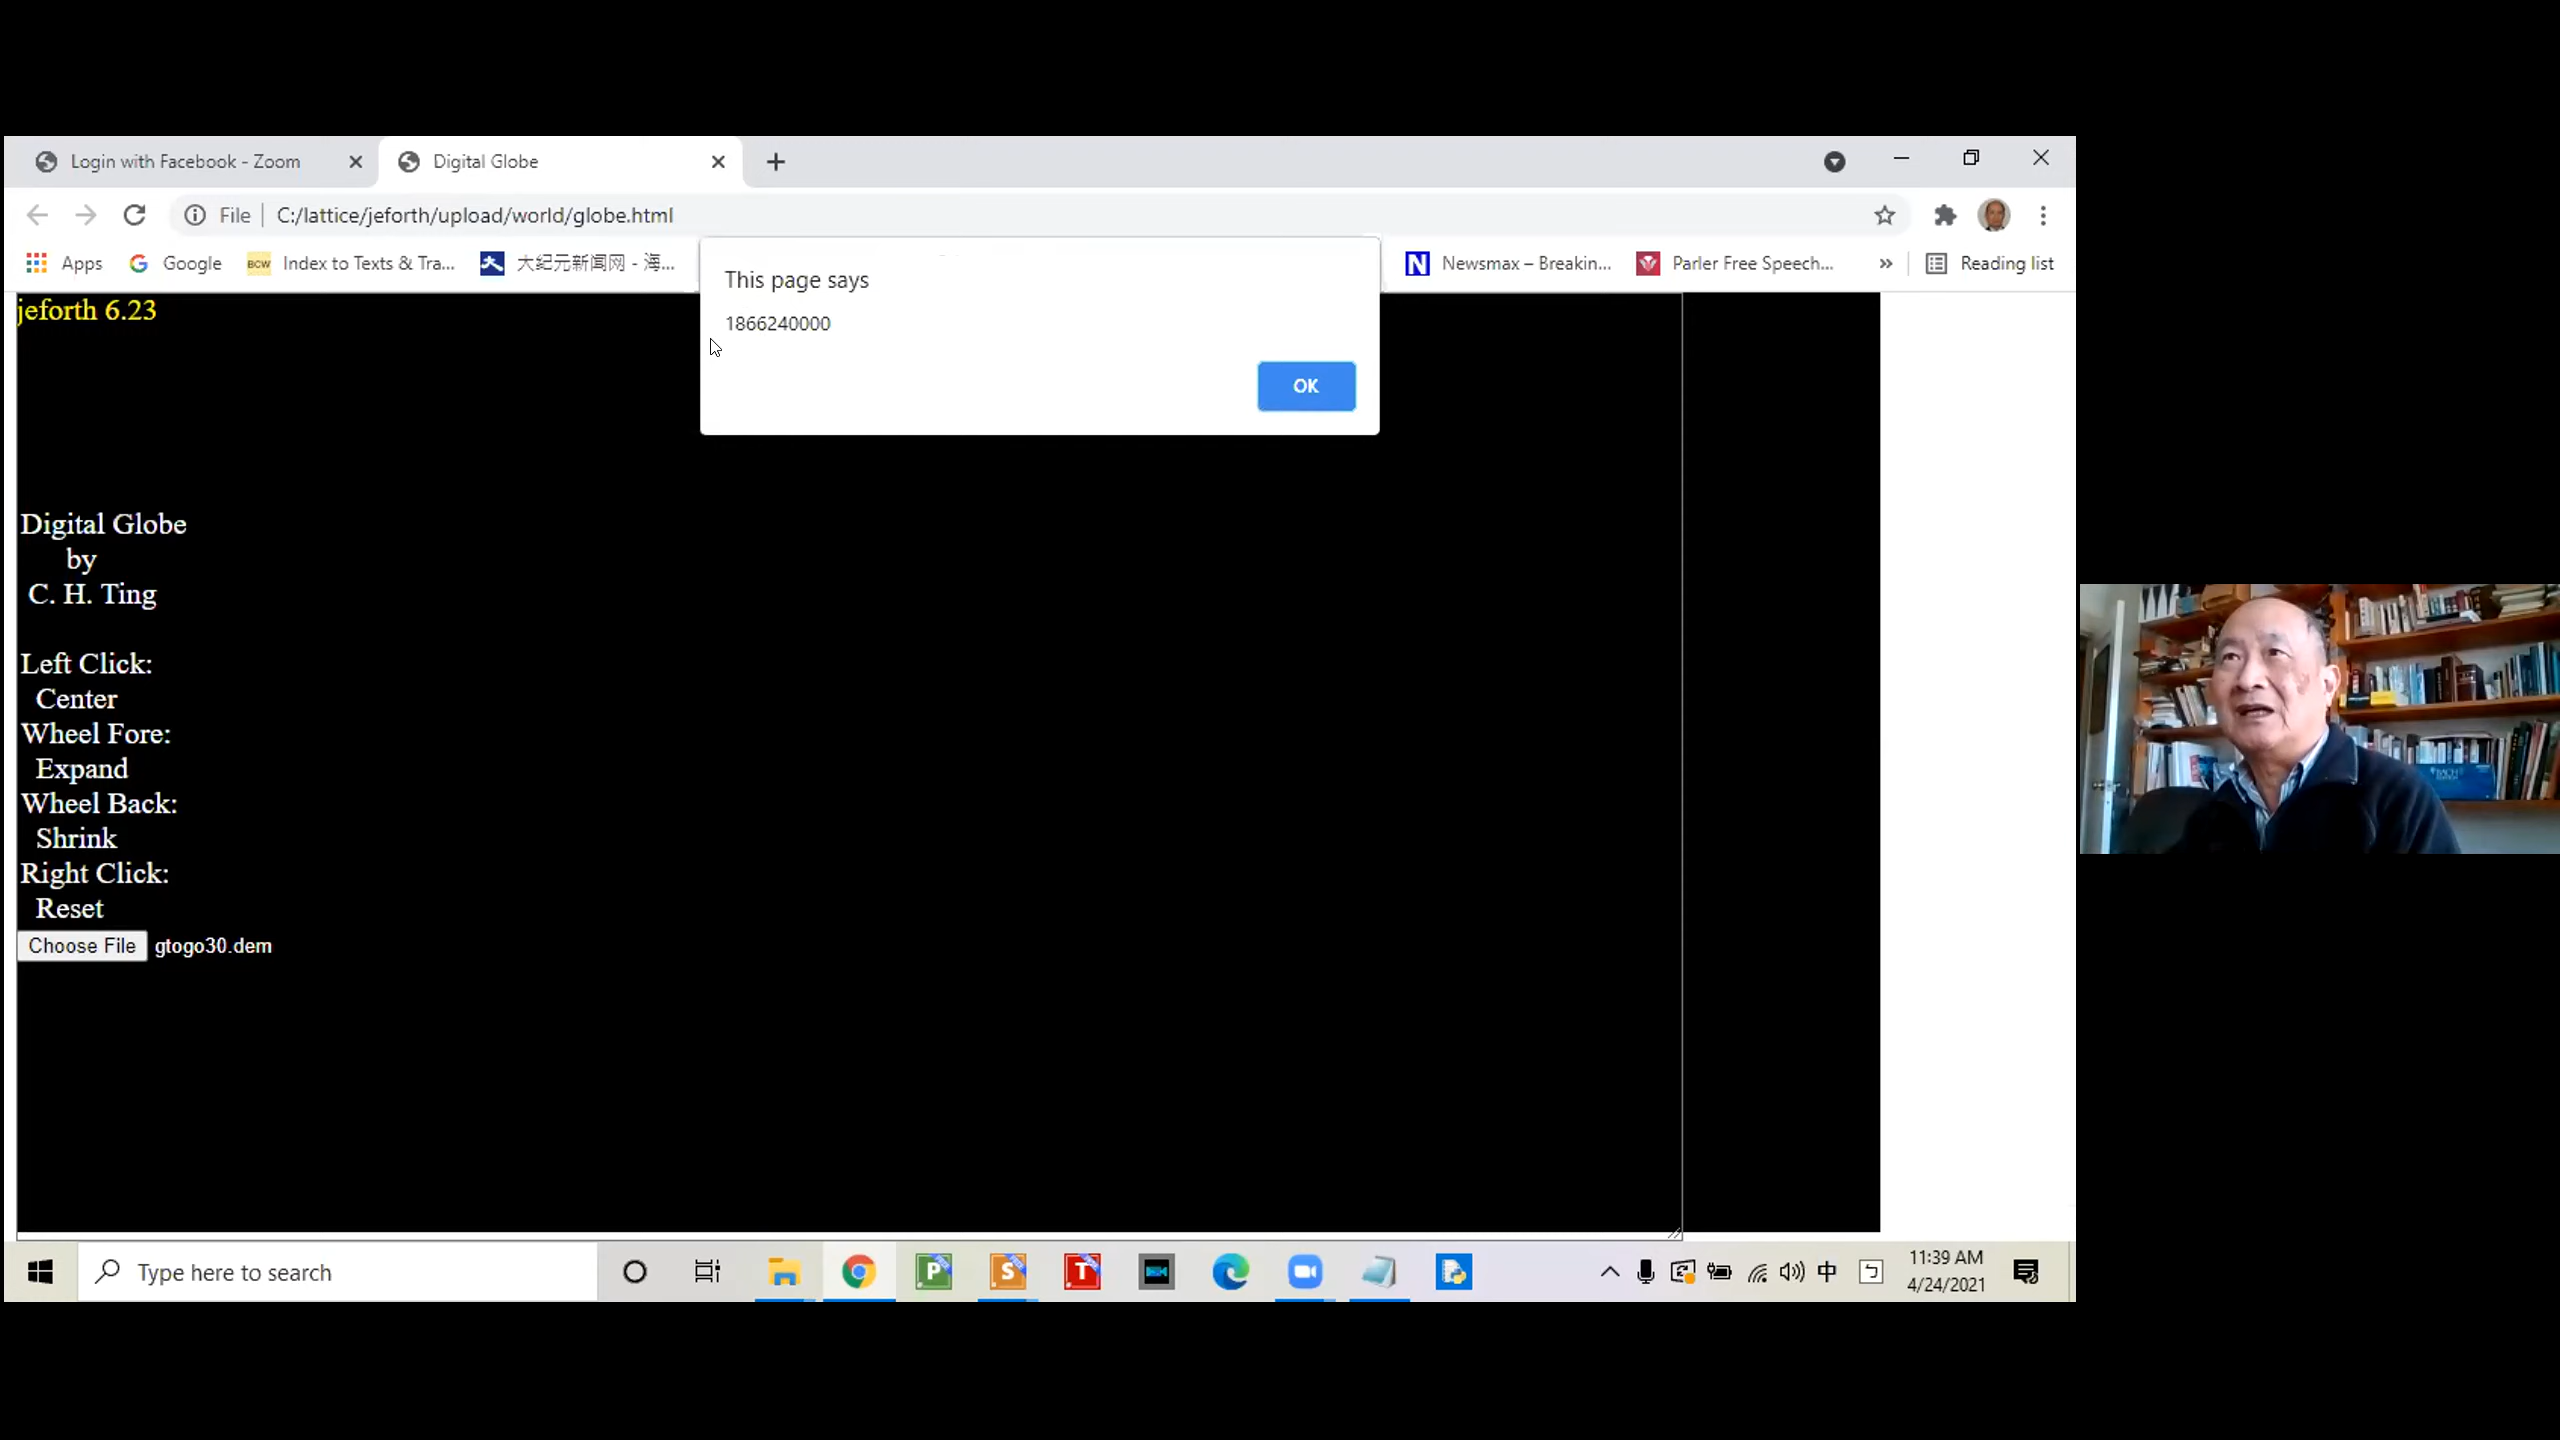 Login with Facebook - Zoom
Digital Globe
File
C:/lattice/jeforth/upload/world/globe.html
Apps
Google
BCW
Index to Texts & Tra...
大紀元新闻网 - 海...
N
Newsmax – Breakin...
Parler Free Speech...
»
Reading list
This page says
1866240000
OK
jeforth 6.23
Digital Globe
by
C. H. Ting
Left Click:
Center
Wheel Fore:
Expand
Wheel Back:
Shrink
Right Click:
Reset
Choose File gtogo30.dem
BACH
Type here to search
P
S
T
中
ㄅ
11:39 AM
4/24/2021